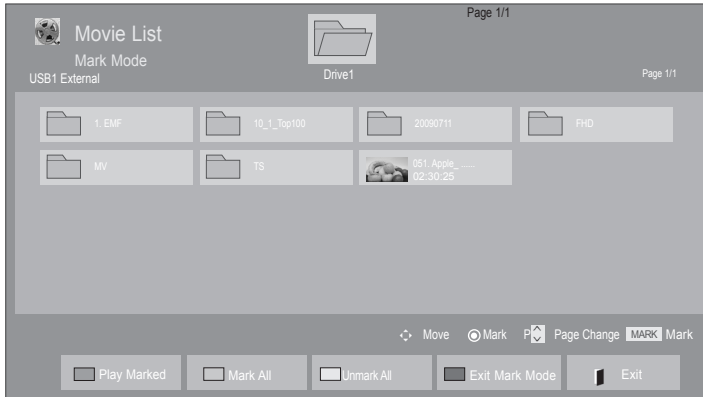 Page 1/1
Movie List
Mark Mode
USB1 External
Drive1
Page 1/1
1. EMF
10_1_Top100
20090711
FHD
MV
TS
051. Apple_ ......
02:30:25
Move Mark P Page Change MARK Mark
Play Marked Mark All Unmark All Exit Mark Mode Exit